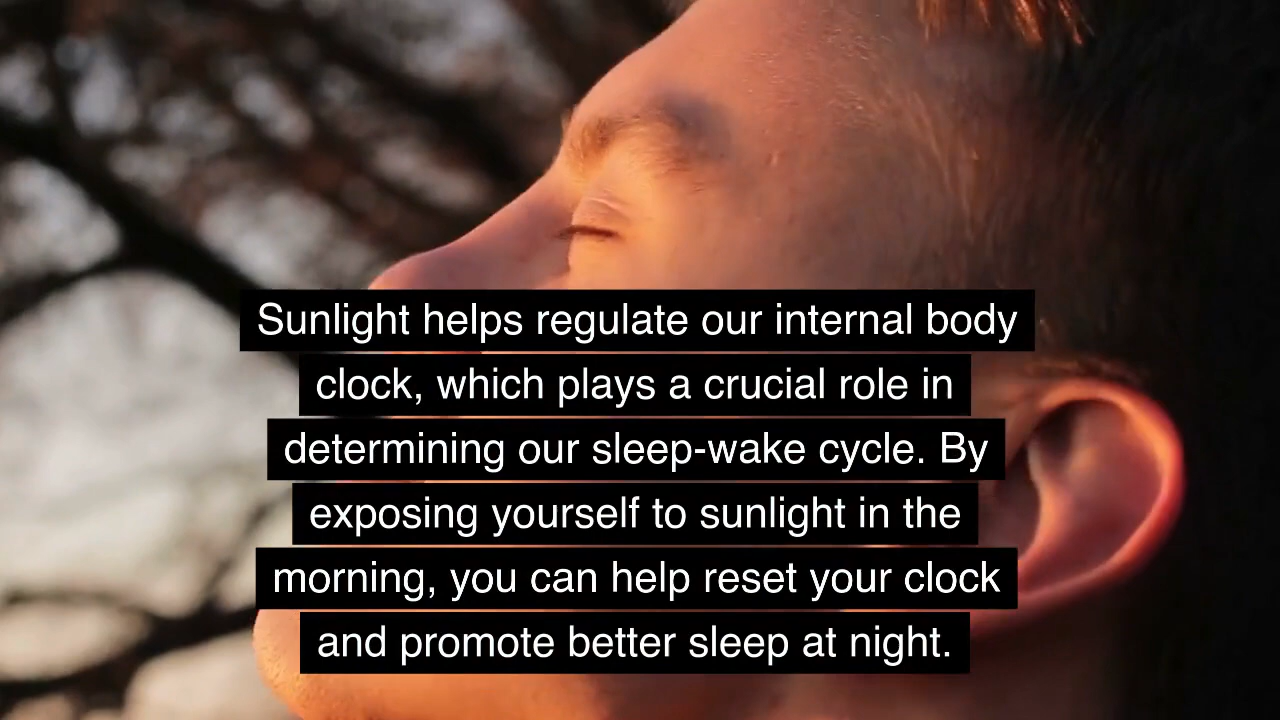 Sunlight helps regulate our internal body
clock, which plays a crucial role in
determining our sleep-wake cycle. By
exposing yourself to sunlight in the
morning, you can help reset your clock
and promote better sleep at night.